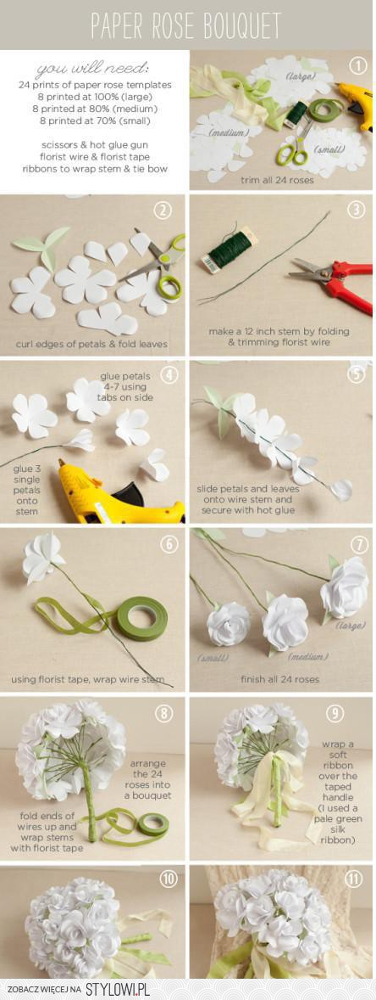 PAPER ROSE BOUQUET
you will need:
24 prints of paper rose templates
8 printed at 100% (large)
8 printed at 80% (medium)
8 printed at 70% (small)
scissors & hot glue gun
florist wire & florist tape
ribbons to wrap stem & tie bow
1
(large)
(medium)
(small)
trim all 24 roses
2
curl edges of petals & fold leaves
3
make a 12 inch stem by folding
& trimming florist wire
4
glue petals
4-7 using
tabs on side
glue 3
single
petals
onto
stem
5
slide petals and leaves
onto wire stem and
secure with hot glue
6
using florist tape, wrap wire stem
7
(small)
(medium)
(large)
finish all 24 roses
8
arrange
the 24
roses into
a bouquet
fold ends of
wires up and
wrap stems
with florist tape
9
wrap a
soft
ribbon
over the
taped
handle
(I used a
pale green
silk
ribbon)
10
11
ZOBACZ WIĘCEJ NA STYLOWI.PL